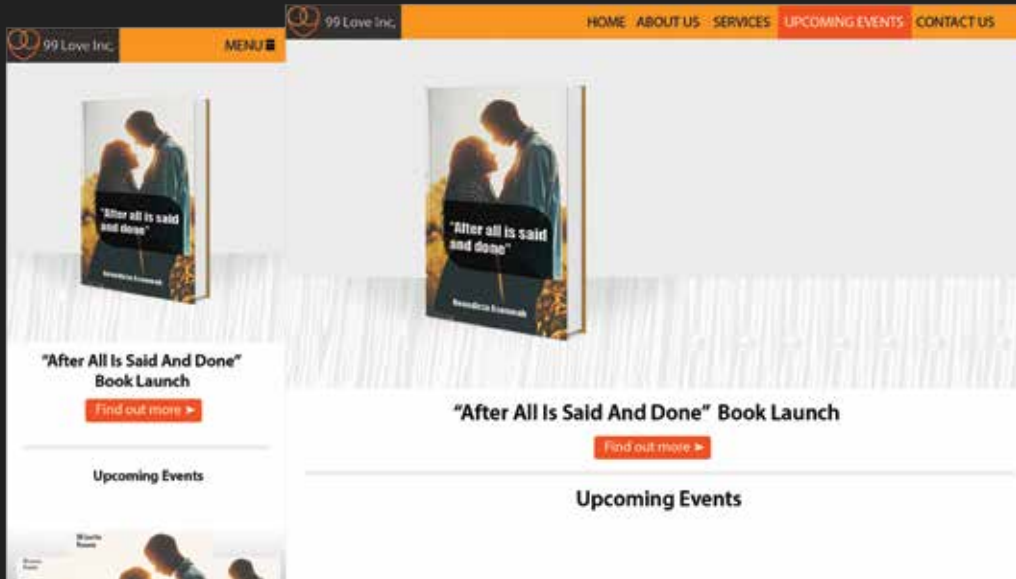 99 Love Inc,
MENU
"After all is said
and done"
"After All Is Said And Done"
Book Launch
Find out more ➤
Upcoming Events
99 Love Inc,
HOME ABOUT US SERVICES UPCOMING EVENTS CONTACT US
"After all is said
and done"
"After All Is Said And Done" Book Launch
Find out more ➤
Upcoming Events